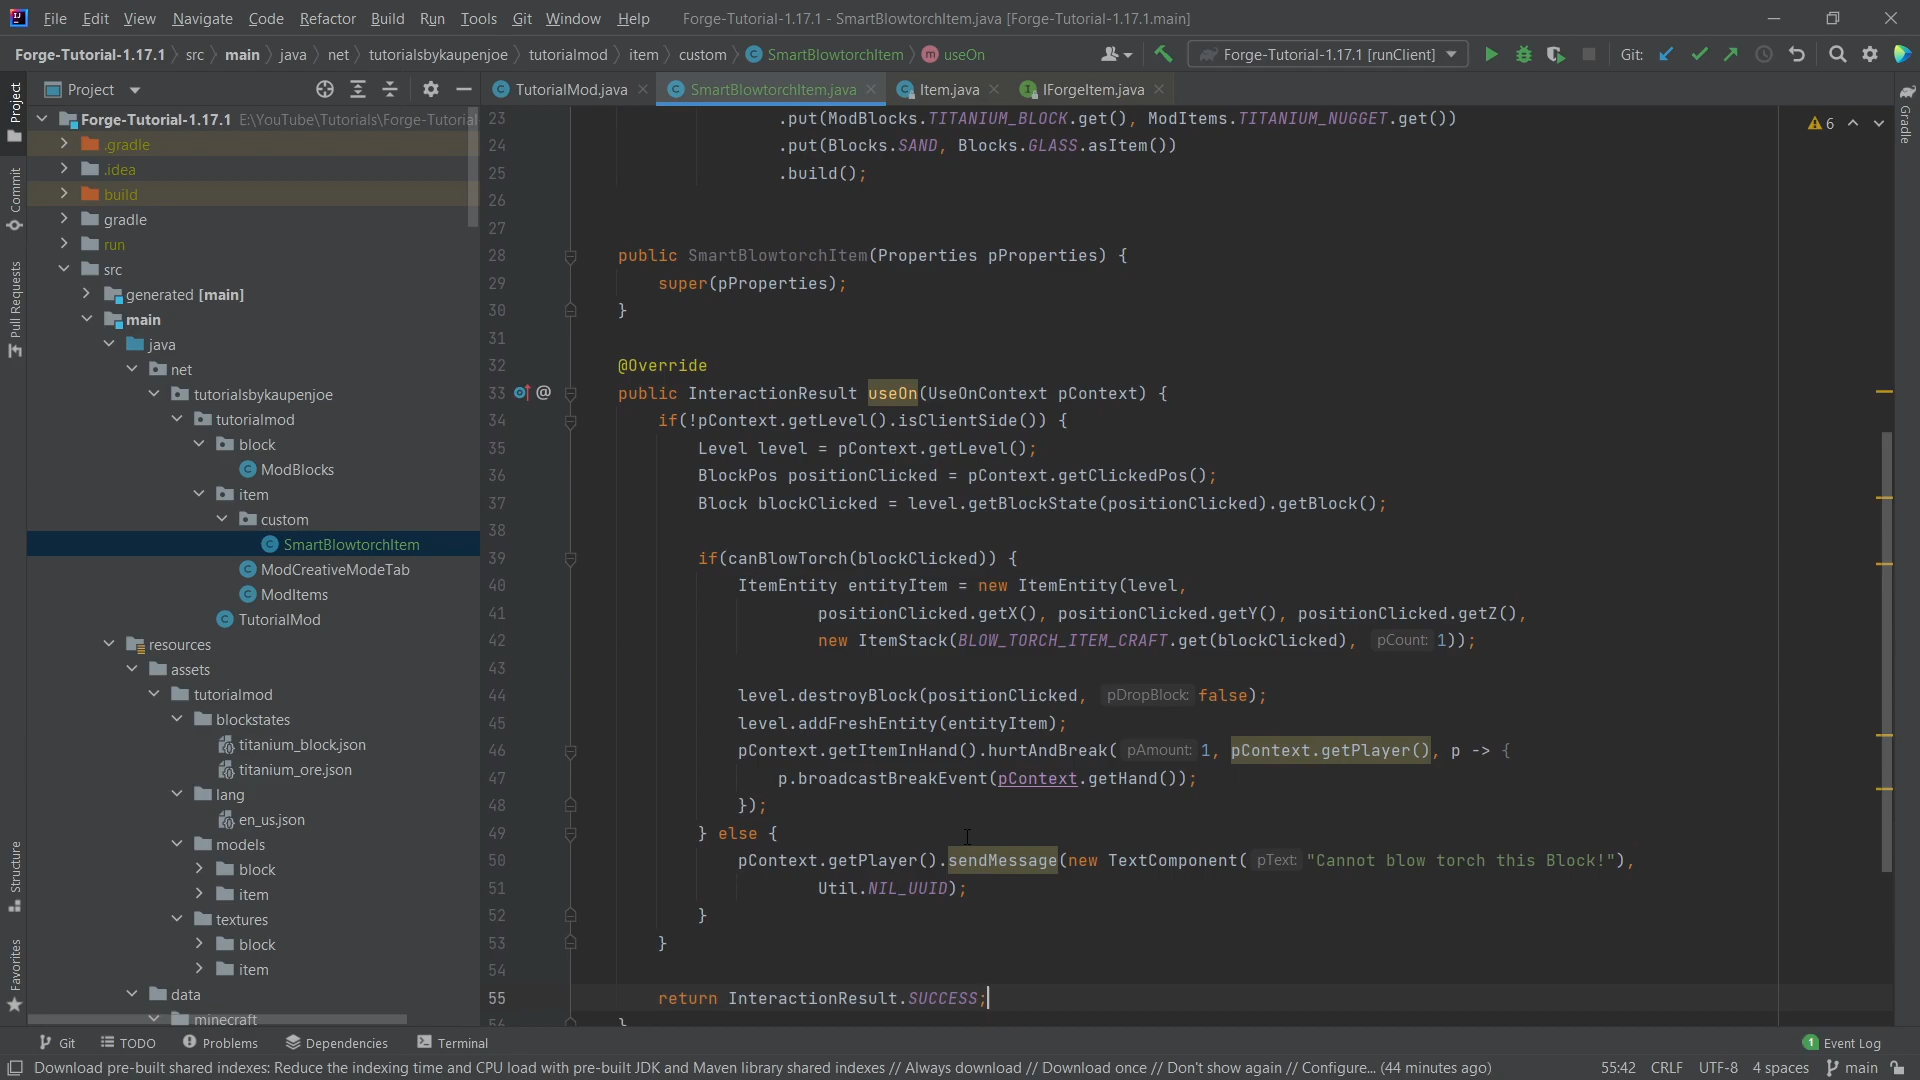 File Edit View Navigate Code Refactor Build Run Tools Git Window Help Forge-Tutorial-1.17.1 - SmartBlowtorchItem.java [Forge-Tutorial-1.17.1.main]
Forge-Tutorial-1.17.1 src main java net tutorialsbykaupenjoe tutorialmod item custom SmartBlowtorchItem useOn Forge-Tutorial-1.17.1 [runClient] Git:
Project TutorialMod.java SmartBlowtorchItem.java Item.java IForgeItem.java
Project
Commit
Pull Requests
Structure
Favorites
Gradle
Forge-Tutorial-1.17.1 E:\YouTube\Tutorials\Forge-Tutorial
.gradle
.idea
build
gradle
run
src
generated [main]
main
java
net
tutorialsbykaupenjoe
tutorialmod
block
ModBlocks
item
custom
SmartBlowtorchItem
ModCreativeModeTab
ModItems
TutorialMod
resources
assets
tutorialmod
blockstates
titanium_block.json
titanium_ore.json
lang
en_us.json
models
block
item
textures
block
item
data
minecraft
6
23 .put(ModBlocks.TITANIUM_BLOCK.get(), ModItems.TITANIUM_NUGGET.get())
24 .put(Blocks.SAND, Blocks.GLASS.asItem())
25 .build();
26
27
28 public SmartBlowtorchItem(Properties pProperties) {
29 super(pProperties);
30 }
31
32 @Override
33 @ public InteractionResult useOn(UseOnContext pContext) {
34 if(!pContext.getLevel().isClientSide()) {
35 Level level = pContext.getLevel();
36 BlockPos positionClicked = pContext.getClickedPos();
37 Block blockClicked = level.getBlockState(positionClicked).getBlock();
38
39 if(canBlowTorch(blockClicked)) {
40 ItemEntity entityItem = new ItemEntity(level,
41 positionClicked.getX(), positionClicked.getY(), positionClicked.getZ(),
42 new ItemStack(BLOW_TORCH_ITEM_CRAFT.get(blockClicked), pCount: 1));
43
44 level.destroyBlock(positionClicked, pDropBlock: false);
45 level.addFreshEntity(entityItem);
46 pContext.getItemInHand().hurtAndBreak( pAmount: 1, pContext.getPlayer(), p -> {
47 p.broadcastBreakEvent(pContext.getHand());
48 });
49 } else {
50 pContext.getPlayer().sendMessage(new TextComponent( pText: "Cannot blow torch this Block!"),
51 Util.NIL_UUID);
52 }
53 }
54
55 return InteractionResult.SUCCESS;
56 }
Git TODO Problems Dependencies Terminal 1 Event Log
Download pre-built shared indexes: Reduce the indexing time and CPU load with pre-built JDK and Maven library shared indexes // Always download // Download once // Don't show again // Configure... (44 minutes ago) 55:42 CRLF UTF-8 4 spaces main